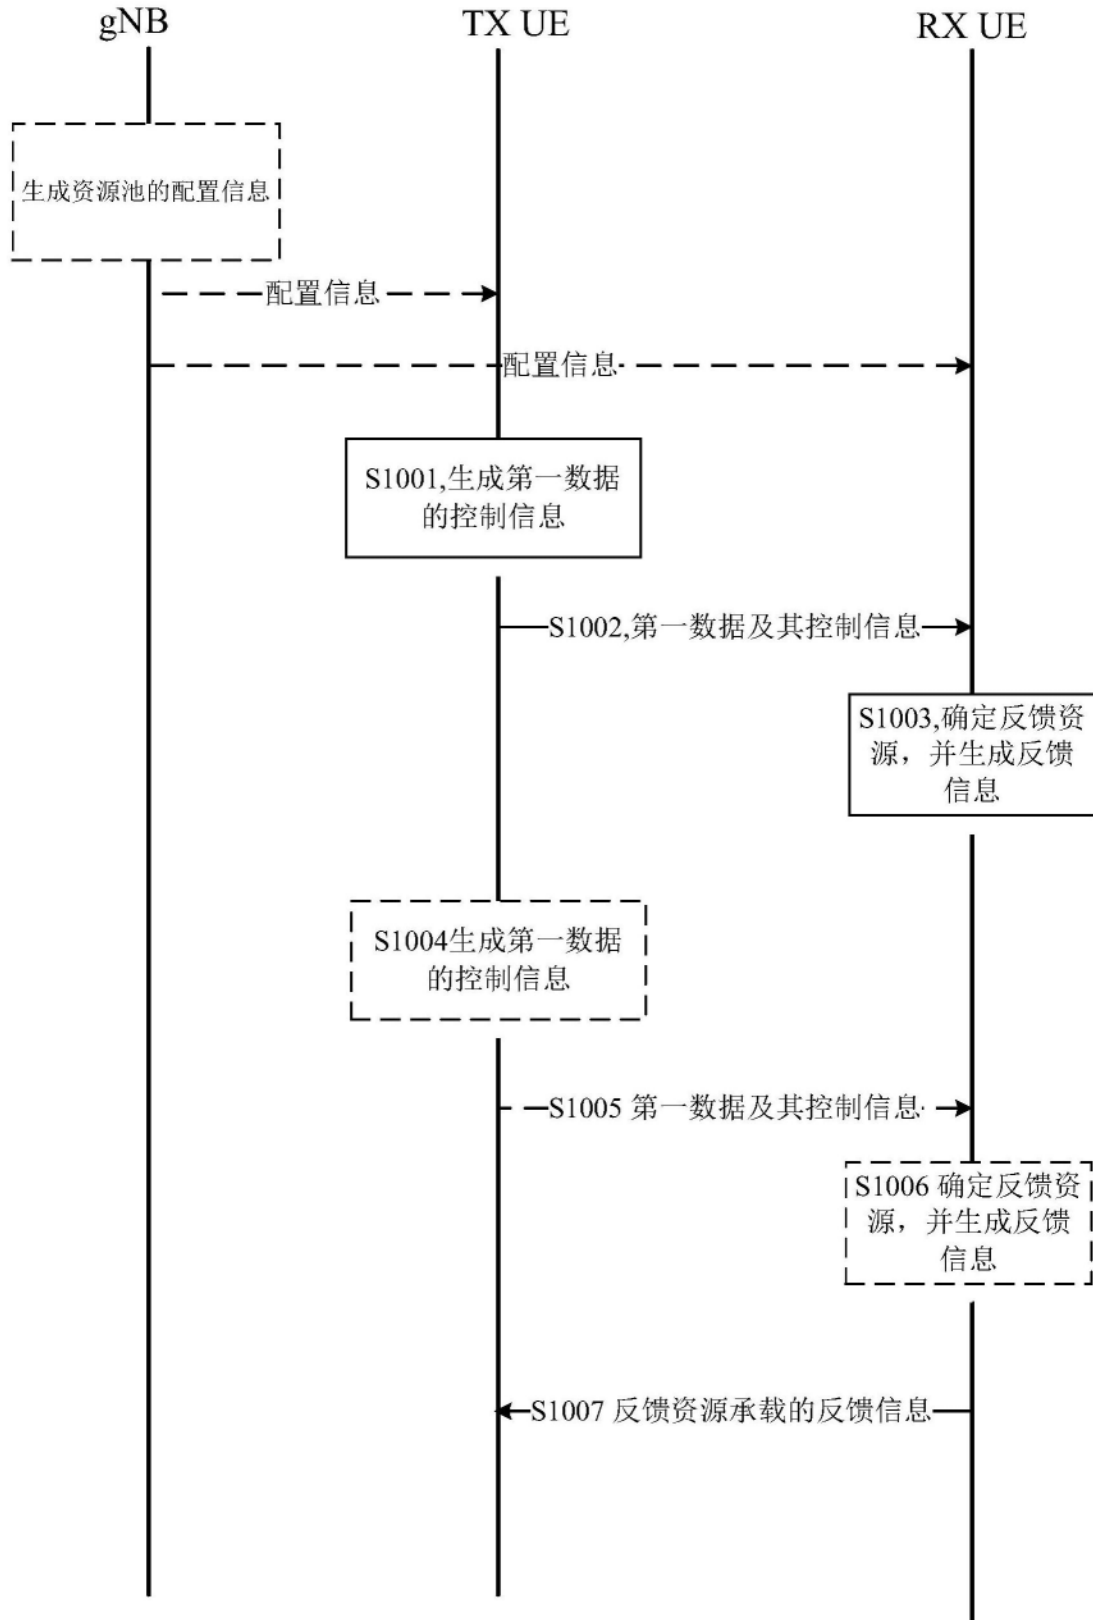 gNB
TX UE
RX UE
生成资源池的配置信息
配置信息
配置信息
S1001,生成第一数据
的控制信息
S1002,第一数据及其控制信息
S1003,确定反馈资
源，并生成反馈
信息
S1004生成第一数据
的控制信息
S1005 第一数据及其控制信息
S1006 确定反馈资
源，并生成反馈
信息
S1007 反馈资源承载的反馈信息